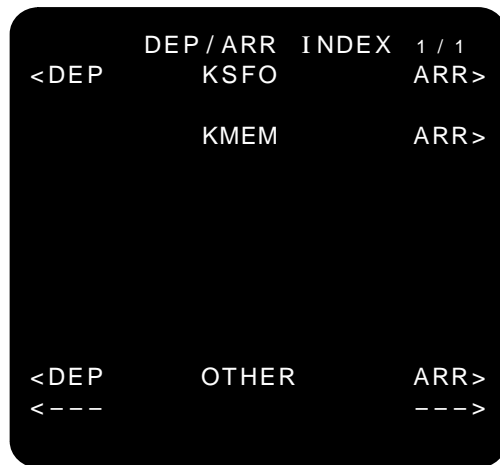 DEP/ARR INDEX 1/1
<DEP KSFO ARR>
KMEM ARR>
<DEP OTHER ARR>
<--- --->